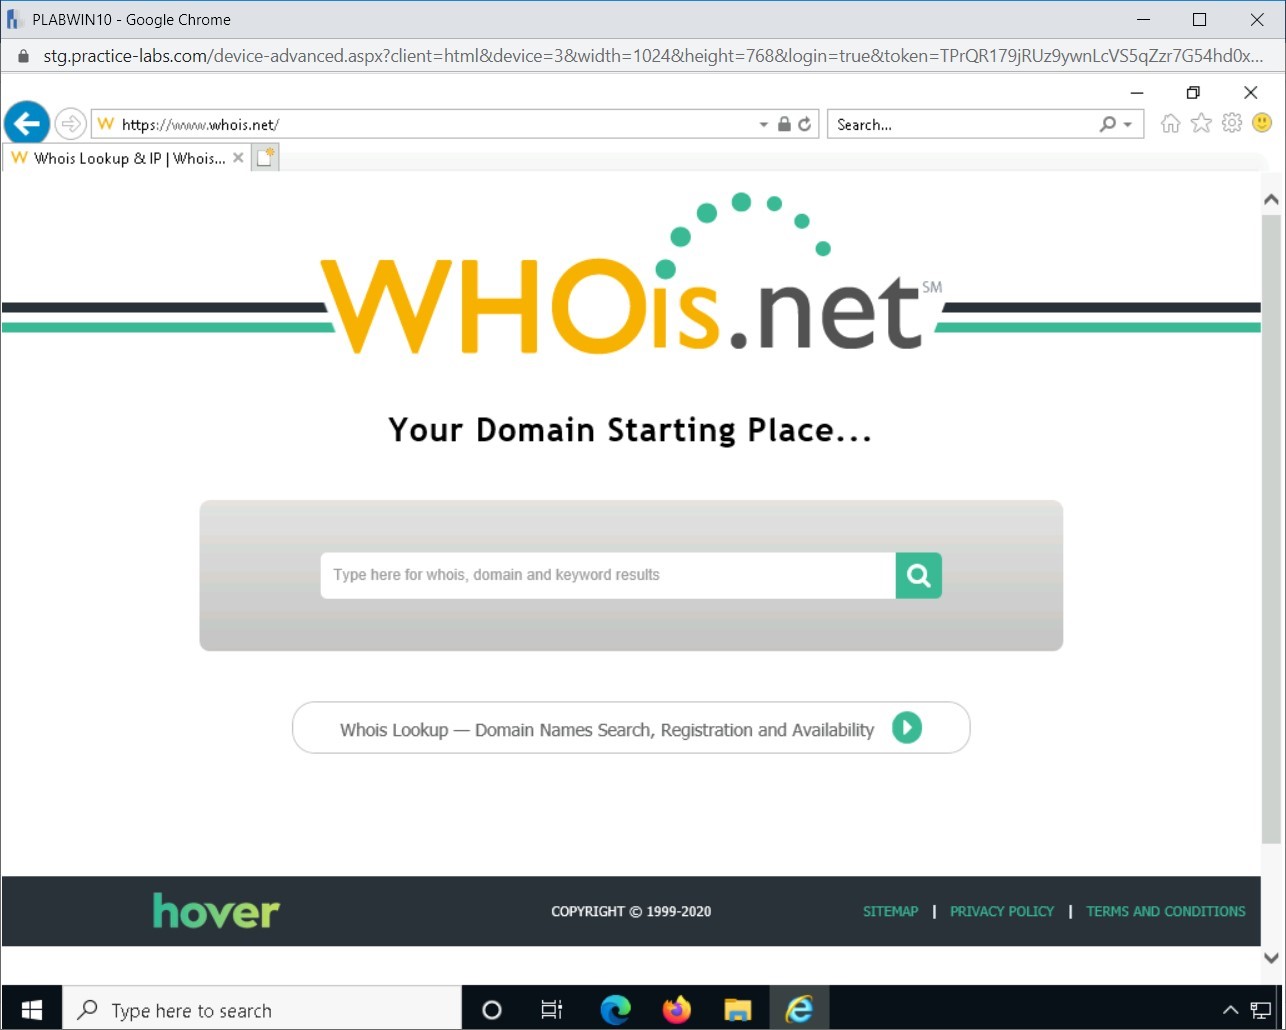 PLABWIN10 - Google Chrome
stg.practice-labs.com/device-advanced.aspx?client=html&device=3&width=1024&height=768&login=true&token=TPrQR179jRUz9ywnLcVS5qZzr7G54hd0x...
W https://www.whois.net/
Search...
W Whois Lookup & IP | Whois...
WHOis.net SM
Your Domain Starting Place...
Type here for whois, domain and keyword results
Whois Lookup — Domain Names Search, Registration and Availability
hover
COPYRIGHT © 1999-2020
SITEMAP | PRIVACY POLICY | TERMS AND CONDITIONS
Type here to search